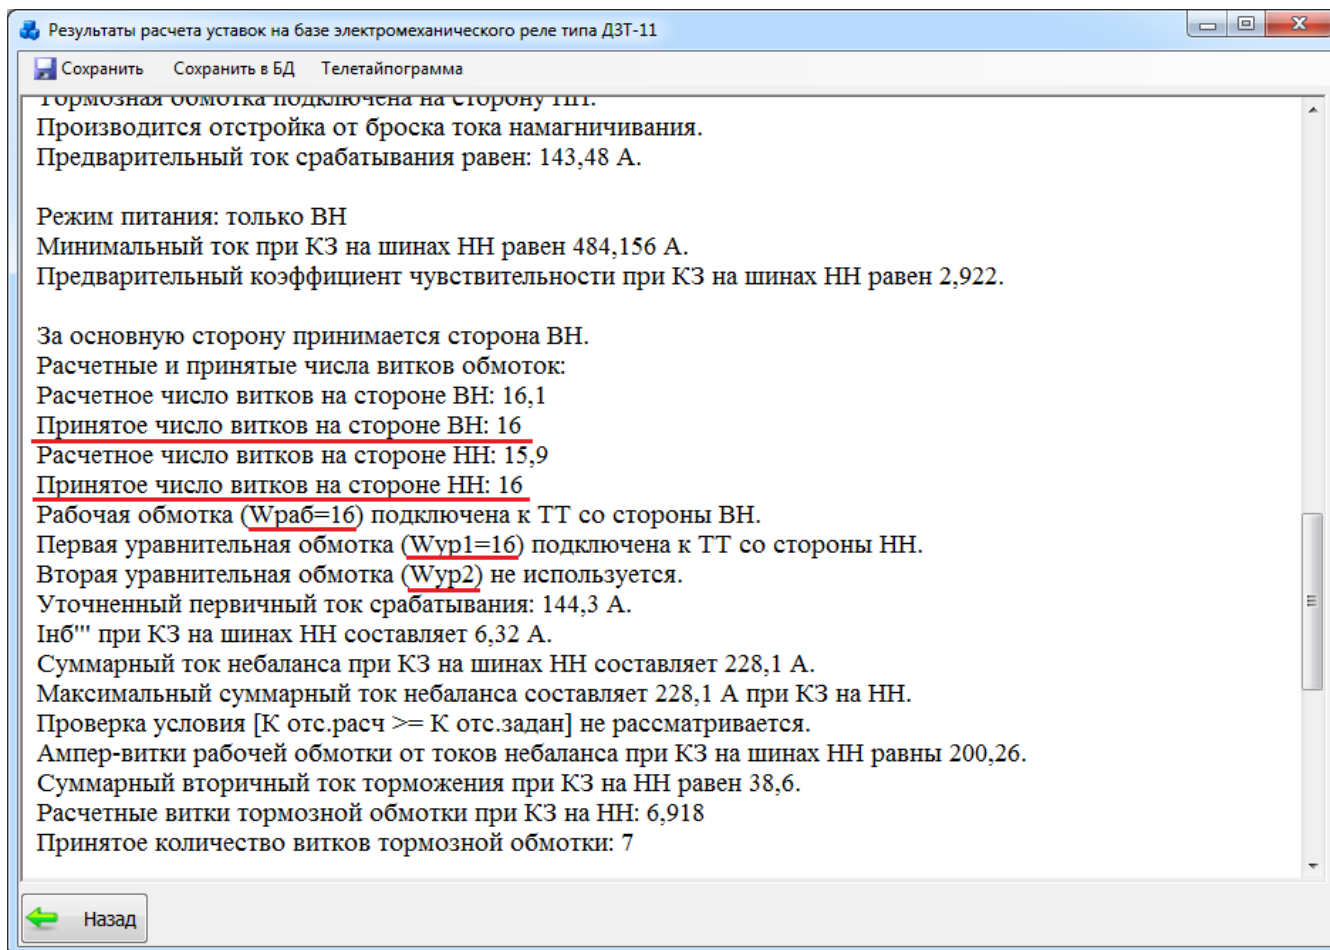 Результаты расчета уставок на базе электромеханического реле типа ДЗТ-11
Сохранить Сохранить в БД Телетайпограмма
Тормозная обмотка подключена на сторону НН.
Производится отстройка от броска тока намагничивания.
Предварительный ток срабатывания равен: 143,48 А.
Режим питания: только ВН
Минимальный ток при КЗ на шинах НН равен 484,156 А.
Предварительный коэффициент чувствительности при КЗ на шинах НН равен 2,922.
За основную сторону принимается сторона ВН.
Расчетные и принятые числа витков обмоток:
Расчетное число витков на стороне ВН: 16,1
Принятое число витков на стороне ВН: 16
Расчетное число витков на стороне НН: 15,9
Принятое число витков на стороне НН: 16
Рабочая обмотка (Wраб=16) подключена к ТТ со стороны ВН.
Первая уравнительная обмотка (Wур1=16) подключена к ТТ со стороны НН.
Вторая уравнительная обмотка (Wур2) не используется.
Уточненный первичный ток срабатывания: 144,3 А.
Iнб''' при КЗ на шинах НН составляет 6,32 А.
Суммарный ток небаланса при КЗ на шинах НН составляет 228,1 А.
Максимальный суммарный ток небаланса составляет 228,1 А при КЗ на НН.
Проверка условия [К отс.расч >= К отс.задан] не рассматривается.
Ампер-витки рабочей обмотки от токов небаланса при КЗ на шинах НН равны 200,26.
Суммарный вторичный ток торможения при КЗ на НН равен 38,6.
Расчетные витки тормозной обмотки при КЗ на НН: 6,918
Принятое количество витков тормозной обмотки: 7
Назад